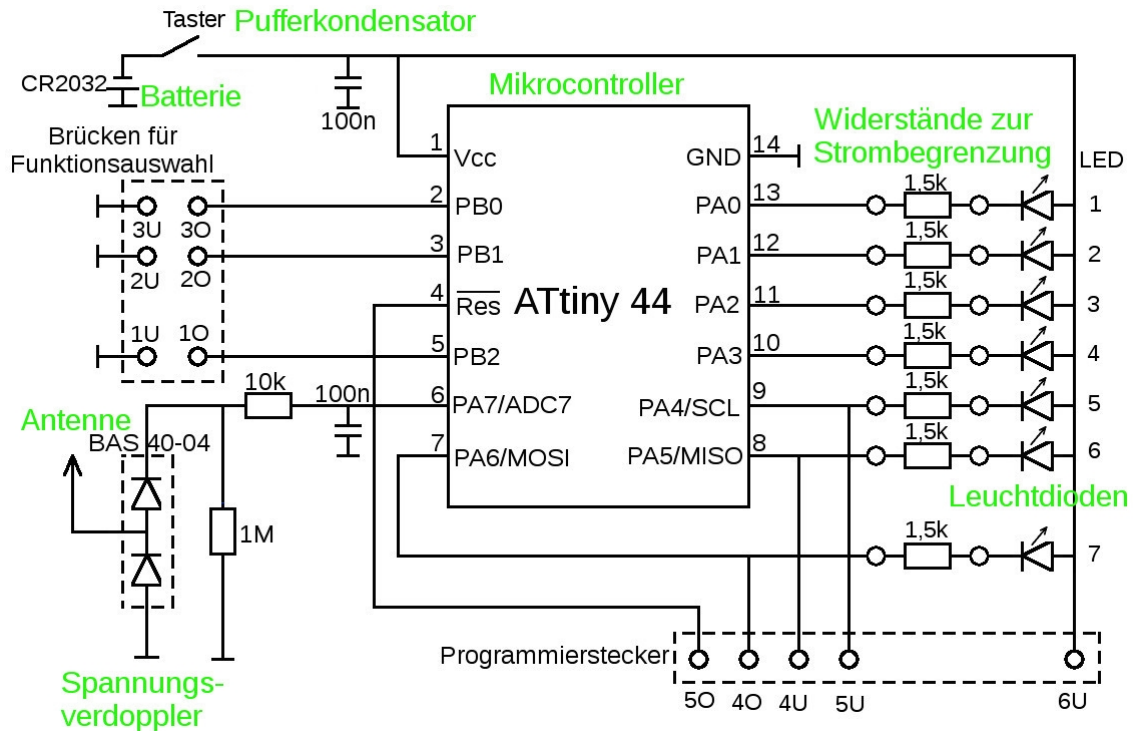 Taster
Pufferkondensator
CR2032
Batterie
100n
Mikrocontroller
Brücken für
Funktionsauswahl
Widerstände zur
Strombegrenzung
LED
1 Vcc
GND 14
3U 3O
2 PB0
PA0 13
1,5k
1
2U 2O
3 PB1
PA1 12
1,5k
2
4 Res
ATtiny 44
PA2 11
1,5k
3
1U 1O
5 PB2
PA3 10
1,5k
4
10k
100n
6 PA7/ADC7
PA4/SCL 9
1,5k
5
Antenne
BAS 40-04
7 PA6/MOSI
PA5/MISO 8
1,5k
6
Leuchtdioden
1M
1,5k
7
Programmierstecker
5O 4O 4U 5U 6U
Spannungs-
verdoppler